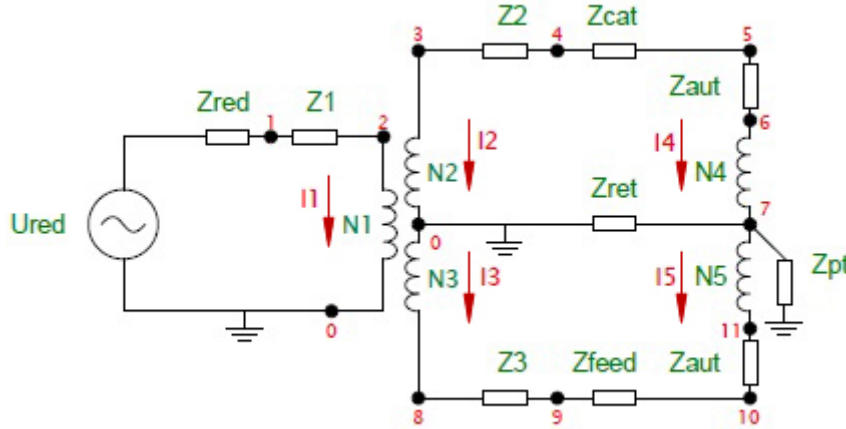 3 Z2 4 Zcat 5
Zaut
Zred Z1
1 2 6
I2 I4
I1 N1 N2 Zret N4
Ured 0 7
N3 I3 I5 N5 Zpt
0 11
Z3 Zfeed Zaut
8 9 10